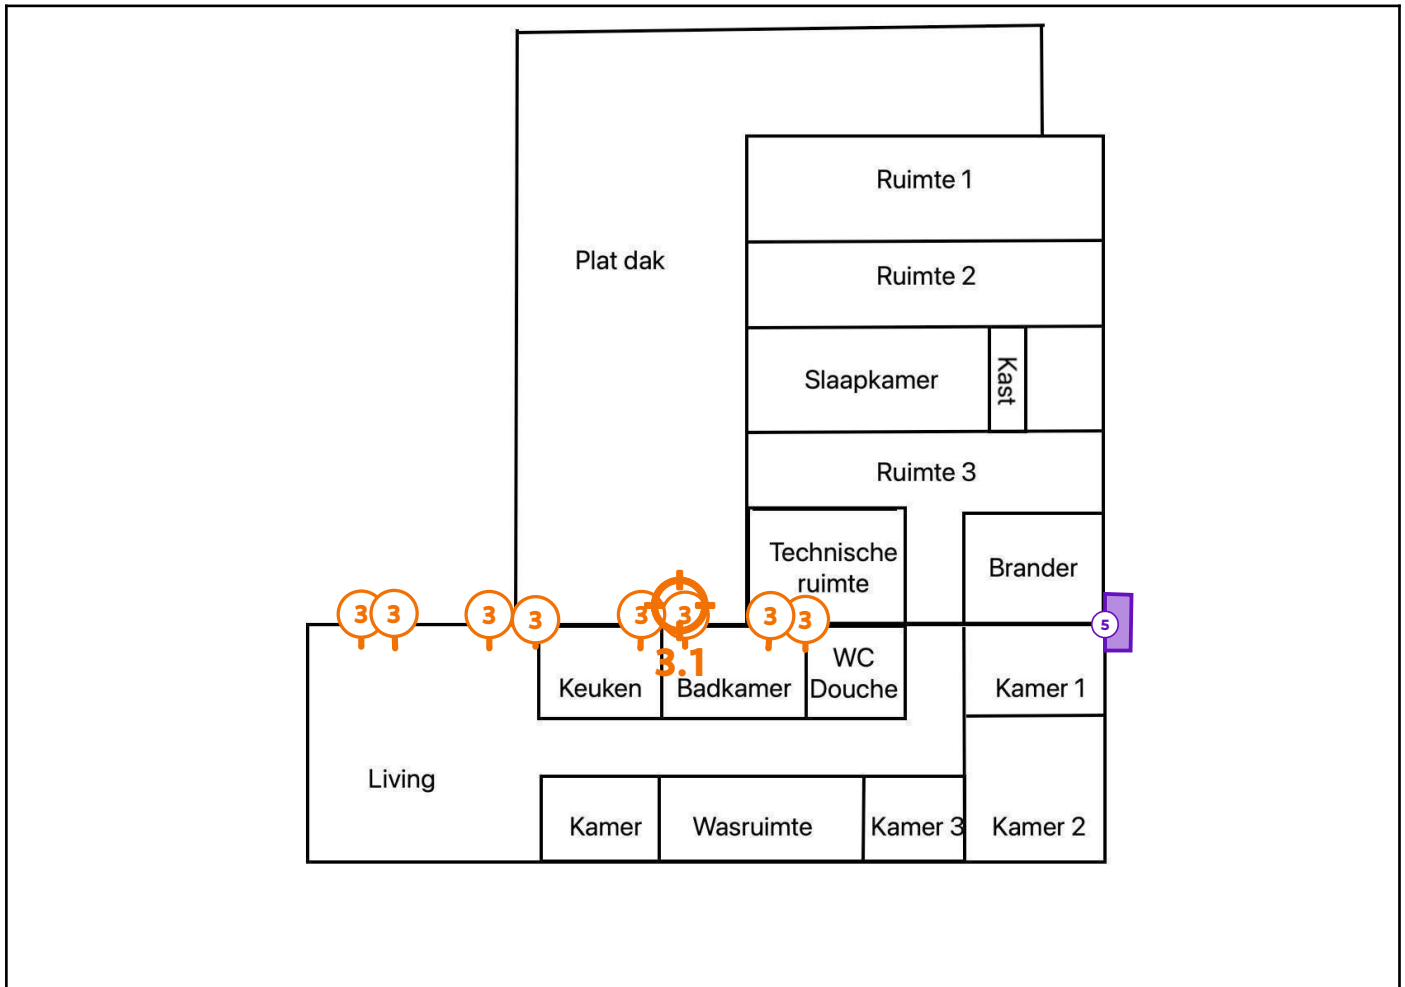 Ruimte 1
Plat dak
Ruimte 2
Slaapkamer
Kast
Ruimte 3
Technische
ruimte
Brander
3 3 3 3 3 3 3 3 5
3.1
WC
Douche
Keuken
Badkamer
Kamer 1
Living
Kamer
Wasruimte
Kamer 3
Kamer 2